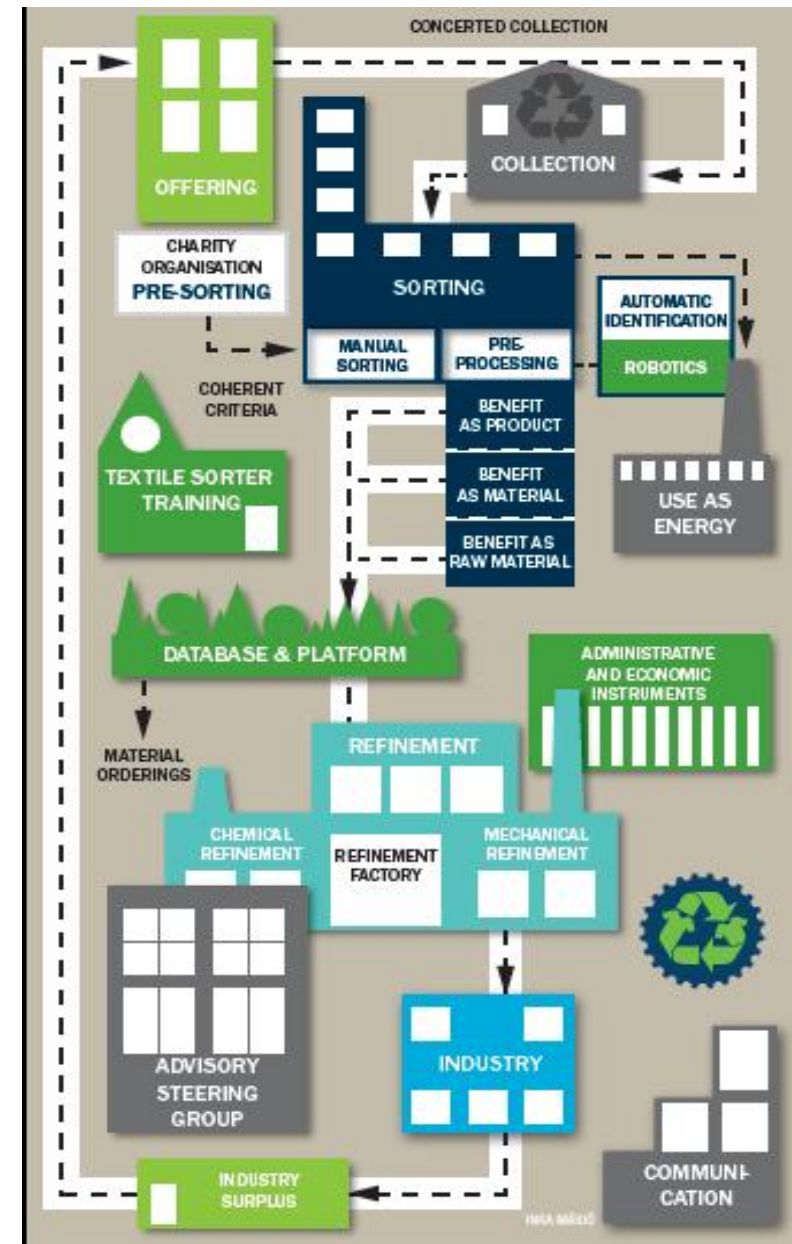 CONCERTED COLLECTION
OFFERING
COLLECTION
CHARITY
ORGANISATION
PRE-SORTING
SORTING
MANUAL
SORTING
PRE-
PROCESSING
AUTOMATIC
IDENTIFICATION
ROBOTICS
COHERENT
CRITERIA
BENEFIT
AS PRODUCT
BENEFIT
AS MATERIAL
BENEFIT AS
RAW MATERIAL
TEXTILE SORTER
TRAINING
USE AS
ENERGY
DATABASE & PLATFORM
ADMINISTRATIVE
AND ECONOMIC
INSTRUMENTS
MATERIAL
ORDERINGS
REFINEMENT
CHEMICAL
REFINEMENT
REFINEMENT
FACTORY
MECHANICAL
REFINEMENT
ADVISORY
STEERING
GROUP
INDUSTRY
INDUSTRY
SURPLUS
COMMUNI-
CATION